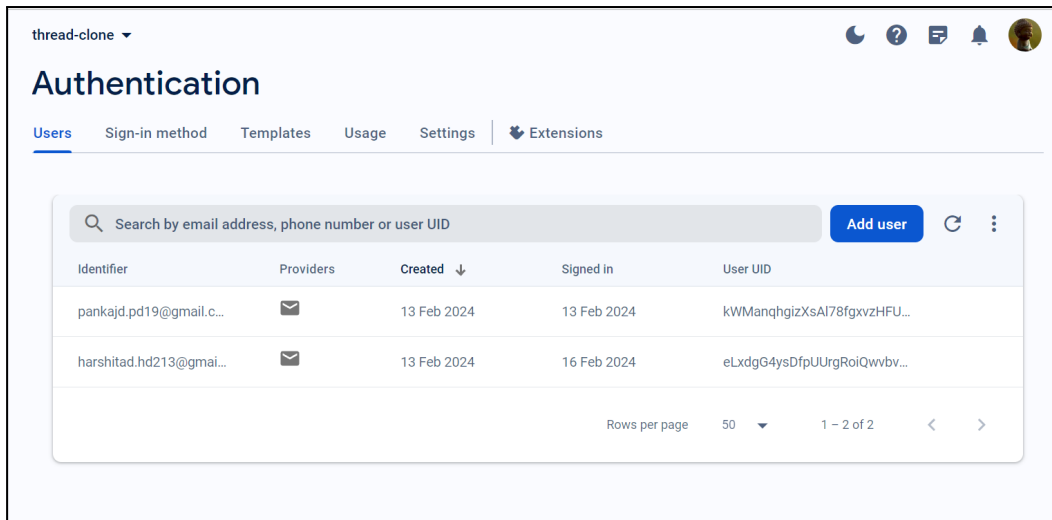 thread-clone
Authentication
Users Sign-in method Templates Usage Settings Extensions
Search by email address, phone number or user UID Add user
Identifier Providers Created Signed in User UID
pankajd.pd19@gmail.c... 13 Feb 2024 13 Feb 2024 kWManqhgizXsAl78fgxvzHFU...
harshitad.hd213@gmai... 13 Feb 2024 16 Feb 2024 eLxdgG4ysDfpUUrgRoiQwvbv...
Rows per page 50 1 – 2 of 2